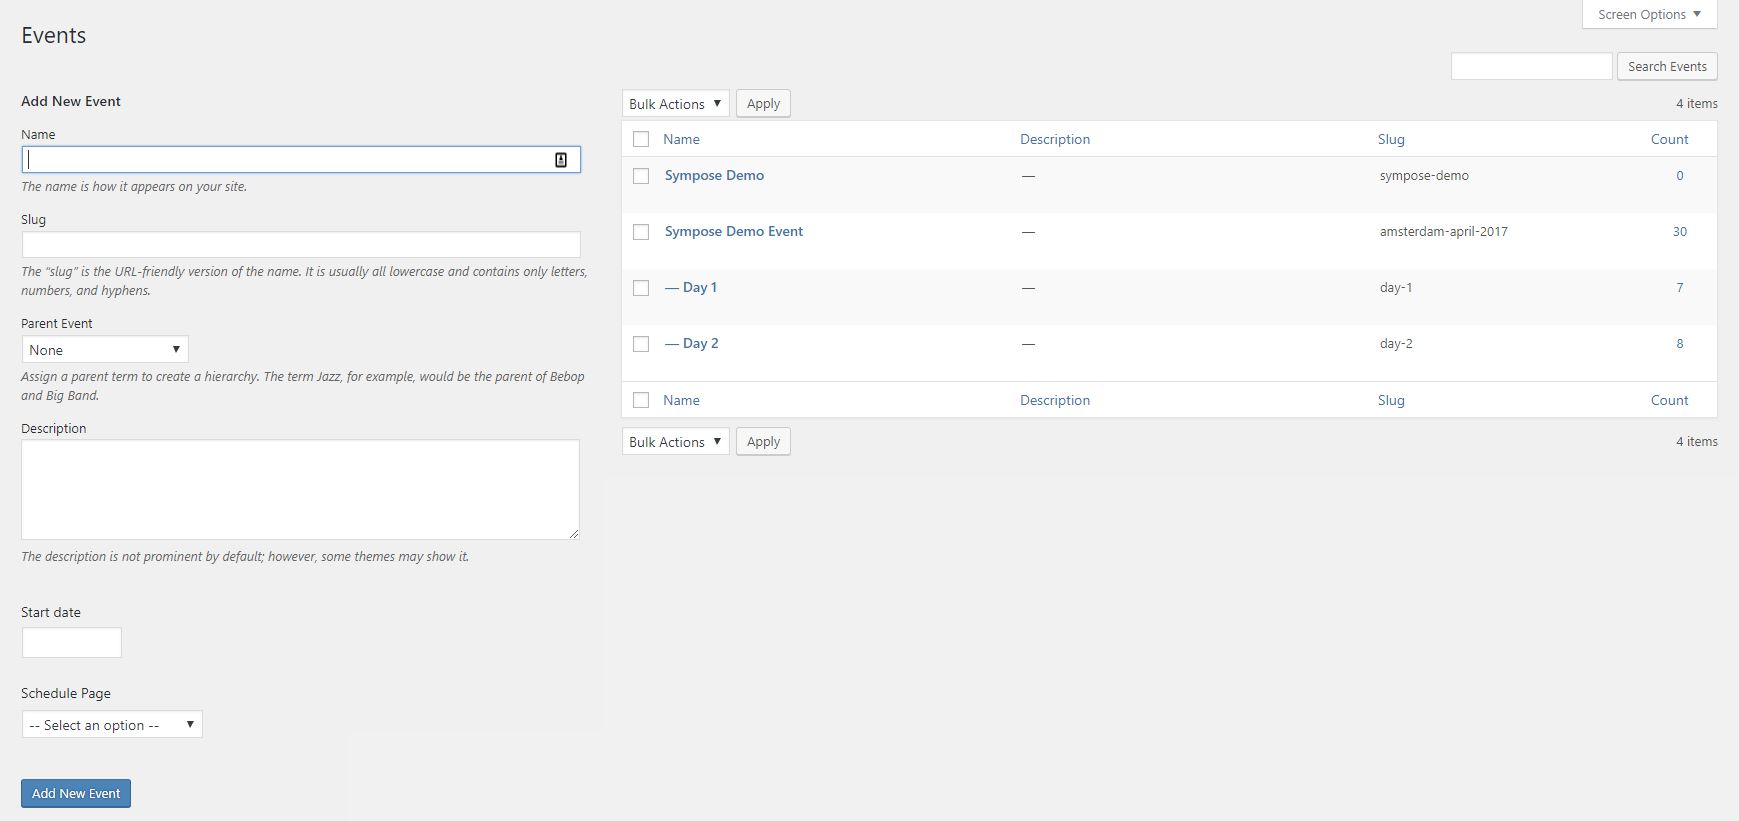 Screen Options ▼
Events
Search Events
Add New Event
Name
The name is how it appears on your site.
Slug
The “slug” is the URL-friendly version of the name. It is usually all lowercase and contains only letters,
numbers, and hyphens.
Parent Event
None ▼
Assign a parent term to create a hierarchy. The term Jazz, for example, would be the parent of Bebop
and Big Band.
Description
The description is not prominent by default; however, some themes may show it.
Start date
Schedule Page
-- Select an option -- ▼
Add New Event
Bulk Actions ▼ Apply 4 items
Name Description Slug Count
Sympose Demo — sympose-demo 0
Sympose Demo Event — amsterdam-april-2017 30
— Day 1 — day-1 7
— Day 2 — day-2 8
Name Description Slug Count
Bulk Actions ▼ Apply 4 items